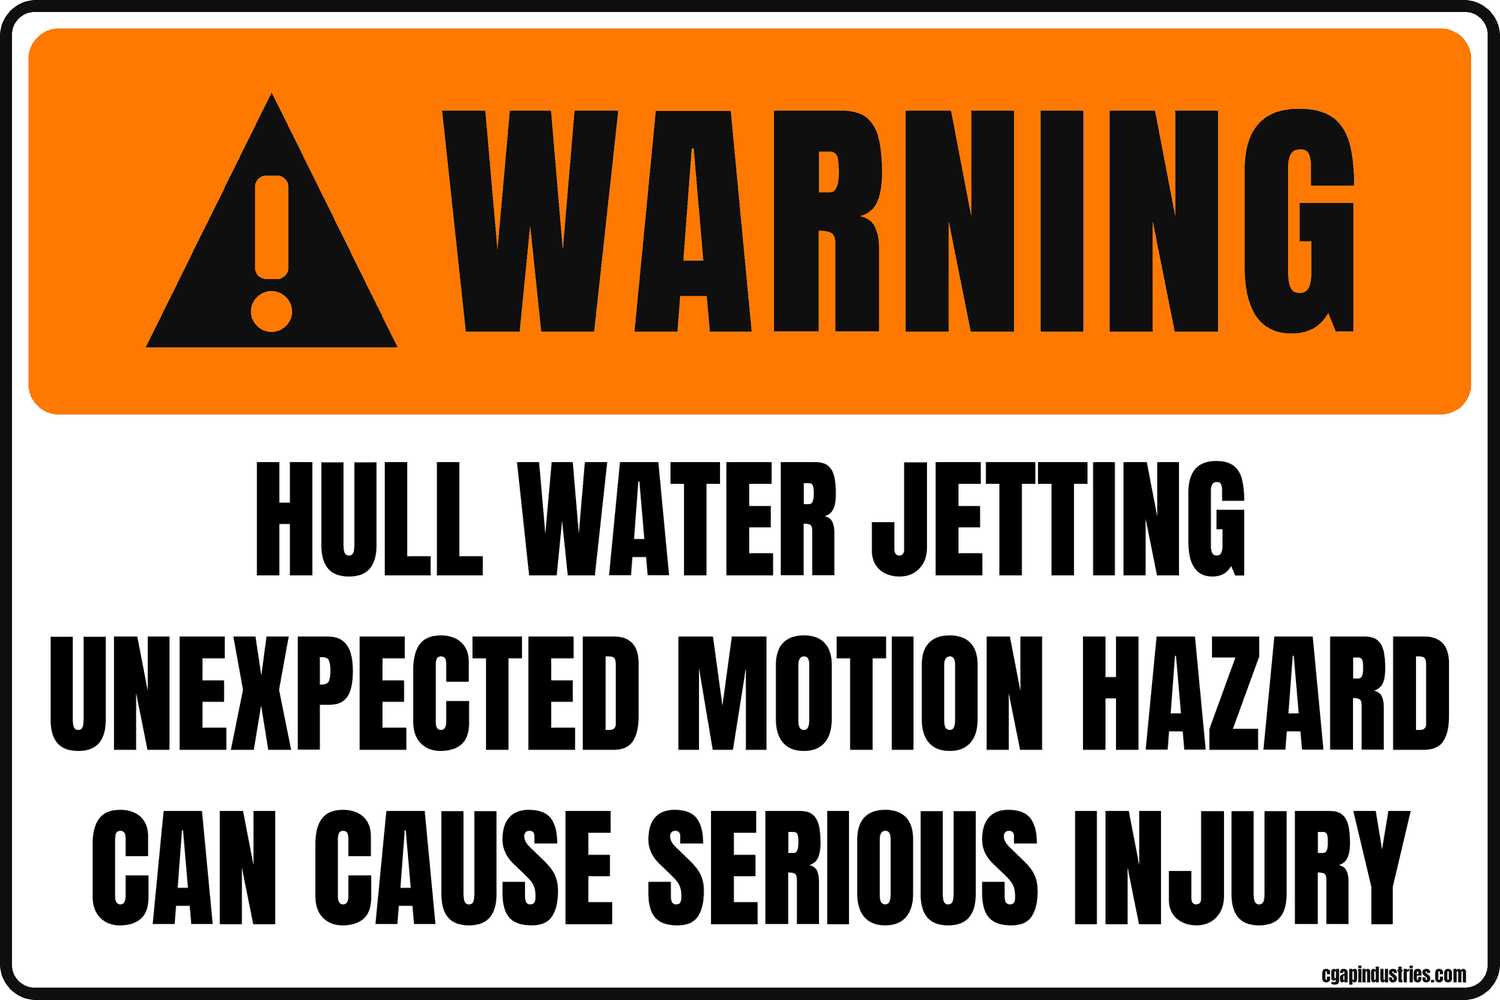 WARNING
HULL WATER JETTING
UNEXPECTED MOTION HAZARD
CAN CAUSE SERIOUS INJURY
cgapindustries.com